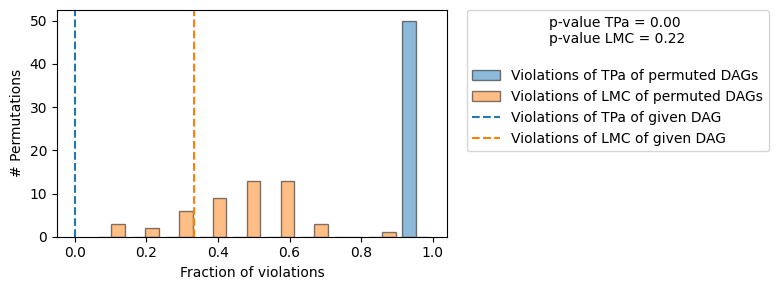 50
40
30
20
10
0
# Permutations
0.0 0.2 0.4 0.6 0.8 1.0
Fraction of violations
p-value TPa = 0.00
p-value LMC = 0.22
Violations of TPa of permuted DAGs
Violations of LMC of permuted DAGs
Violations of TPa of given DAG
Violations of LMC of given DAG